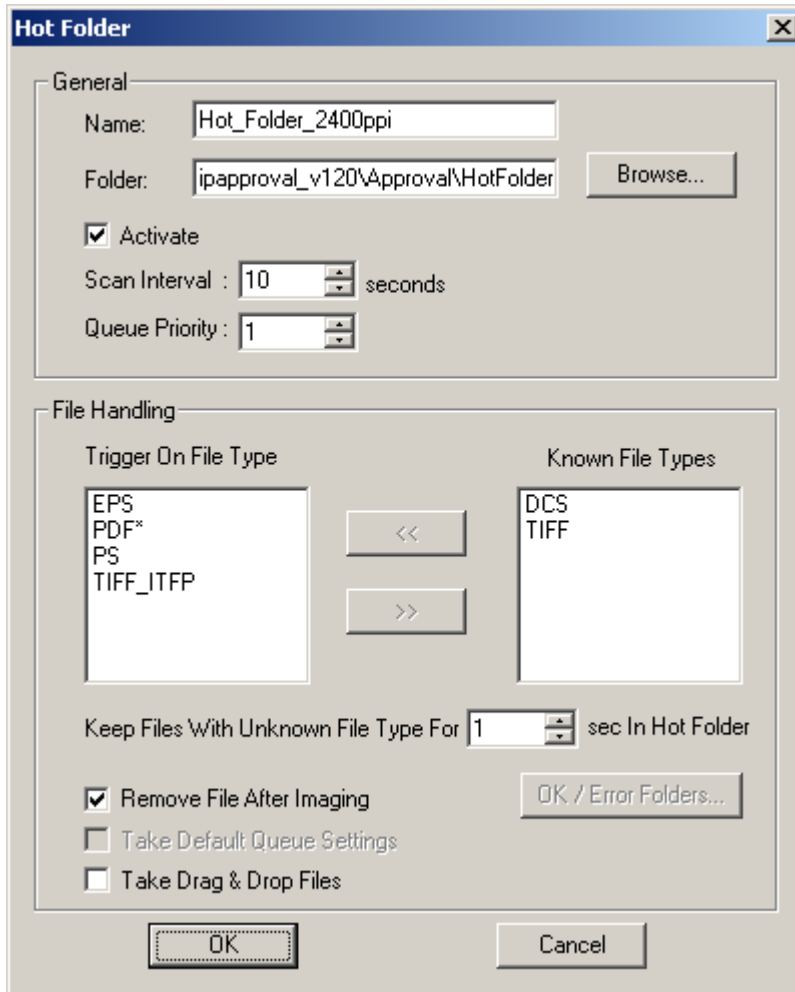 Hot Folder
General
Name: Hot_Folder_2400ppi
Folder: ipapproval_v120\Approval\HotFolder Browse...
Activate
Scan Interval : 10 seconds
Queue Priority : 1
File Handling
Trigger On File Type Known File Types
EPS DCS
PDF* << TIFF
PS
TIFF_ITFP
>>
Keep Files With Unknown File Type For 1 sec In Hot Folder
Remove File After Imaging OK / Error Folders...
Take Default Queue Settings
Take Drag & Drop Files
OK Cancel